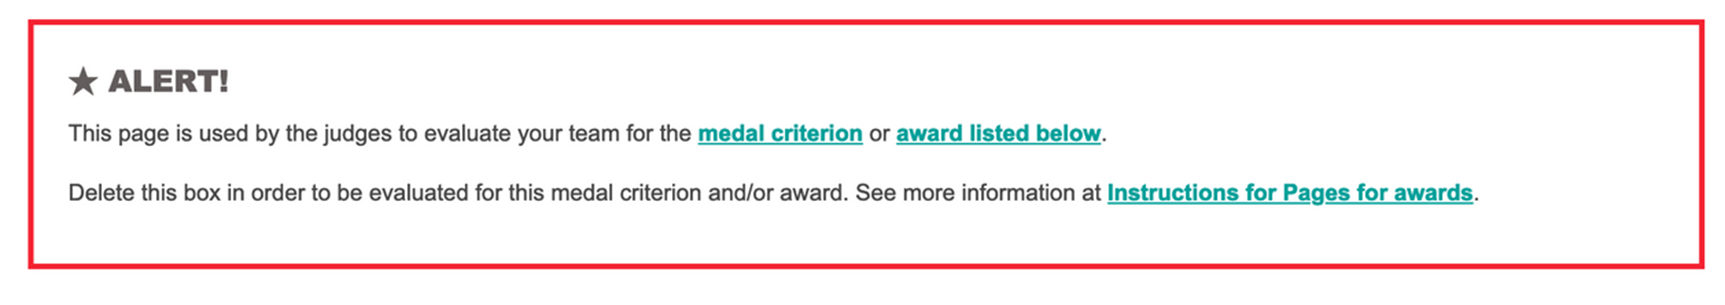 ★ ALERT!
This page is used by the judges to evaluate your team for the medal criterion or award listed below.
Delete this box in order to be evaluated for this medal criterion and/or award. See more information at Instructions for Pages for awards.